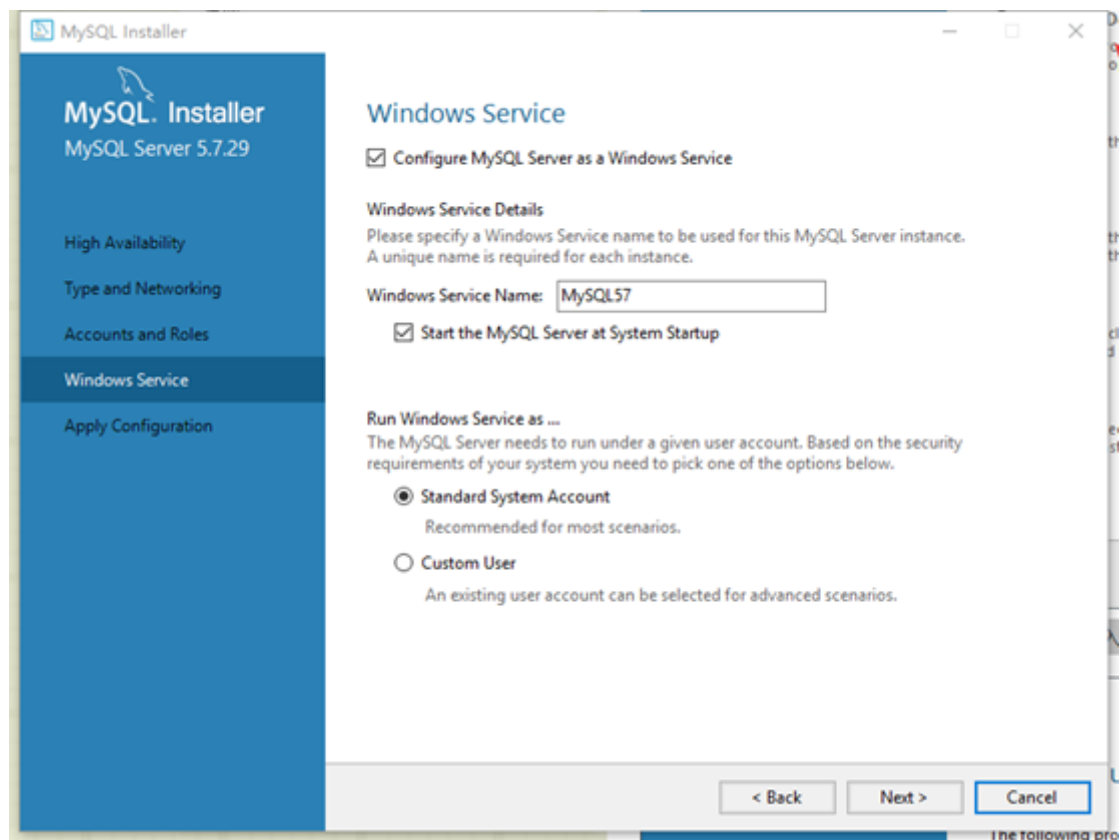 MySQL Installer
MySQL. Installer
MySQL Server 5.7.29
High Availability
Type and Networking
Accounts and Roles
Windows Service
Apply Configuration
Windows Service
Configure MySQL Server as a Windows Service
Windows Service Details
Please specify a Windows Service name to be used for this MySQL Server instance.
A unique name is required for each instance.
Windows Service Name: MySQL57
Start the MySQL Server at System Startup
Run Windows Service as ...
The MySQL Server needs to run under a given user account. Based on the security
requirements of your system you need to pick one of the options below.
Standard System Account
Recommended for most scenarios.
Custom User
An existing user account can be selected for advanced scenarios.
< Back
Next >
Cancel
The following pro